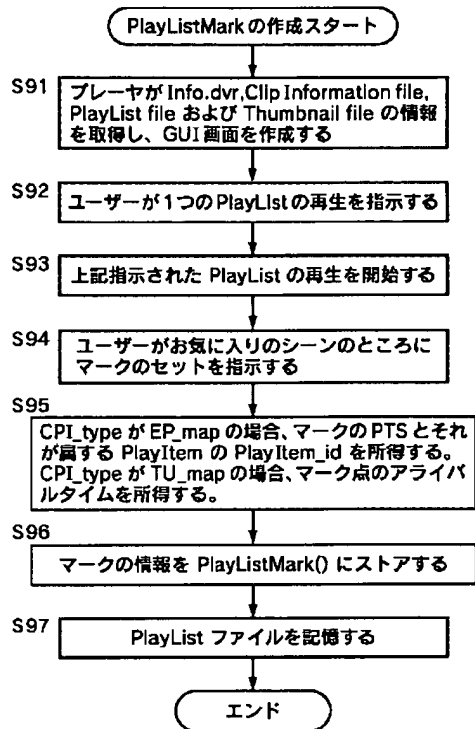 PlayListMarkの作成スタート
S91
プレーヤがInfo.dvr,Clip Information file,
PlayList file および Thumbnail file の情報
を取得し、GUI 画面を作成する
S92
ユーザーが1つのPlayListの再生を指示する
S93
上記指示された PlayList の再生を開始する
S94
ユーザーがお気に入りのシーンのところに
マークのセットを指示する
S95
CPI_type が EP_map の場合、マークの PTS とそれ
が属する PlayItem の PlayItem_id を所得する。
CPI_type が TU_map の場合、マーク点のアライバ
ルタイムを所得する。
S96
マークの情報を PlayListMark() にストアする
S97
PlayList ファイルを記憶する
エンド